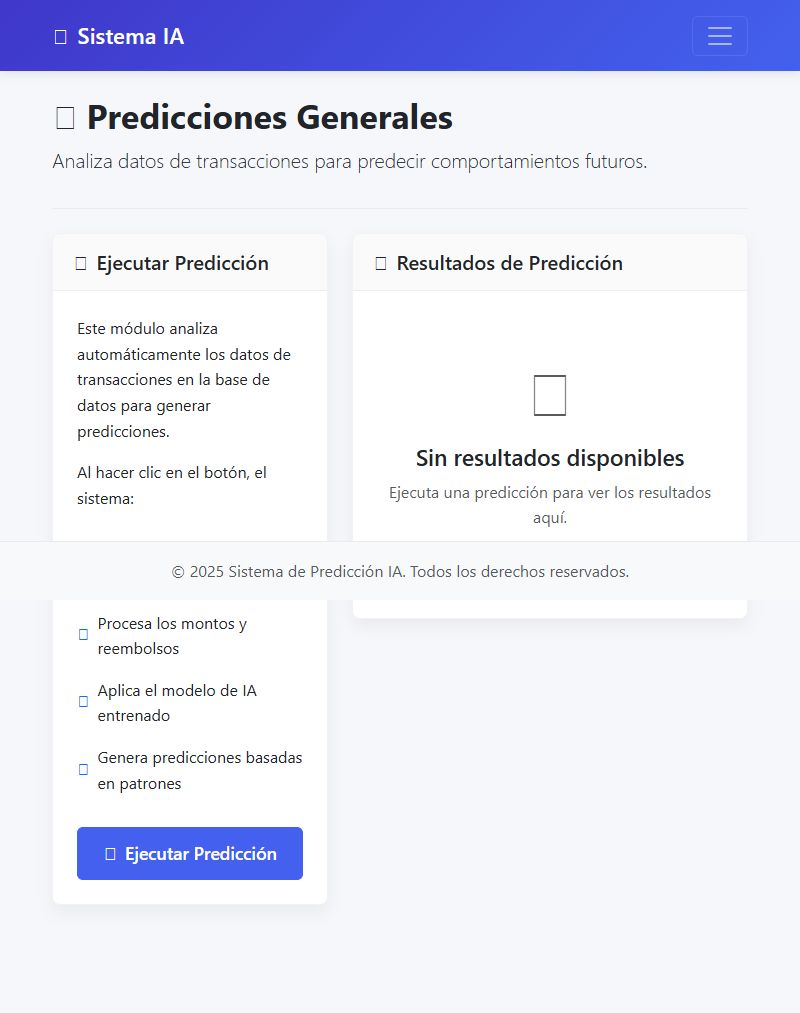 Sistema IA
Predicciones Generales
Analiza datos de transacciones para predecir comportamientos futuros.
Ejecutar Predicción
Este módulo analiza
automáticamente los datos de
transacciones en la base de
datos para generar
predicciones.
Al hacer clic en el botón, el
sistema:
Procesa los montos y
reembolsos
Aplica el modelo de IA
entrenado
Genera predicciones basadas
en patrones
Ejecutar Predicción
Resultados de Predicción
Sin resultados disponibles
Ejecuta una predicción para ver los resultados
aquí.
© 2025 Sistema de Predicción IA. Todos los derechos reservados.